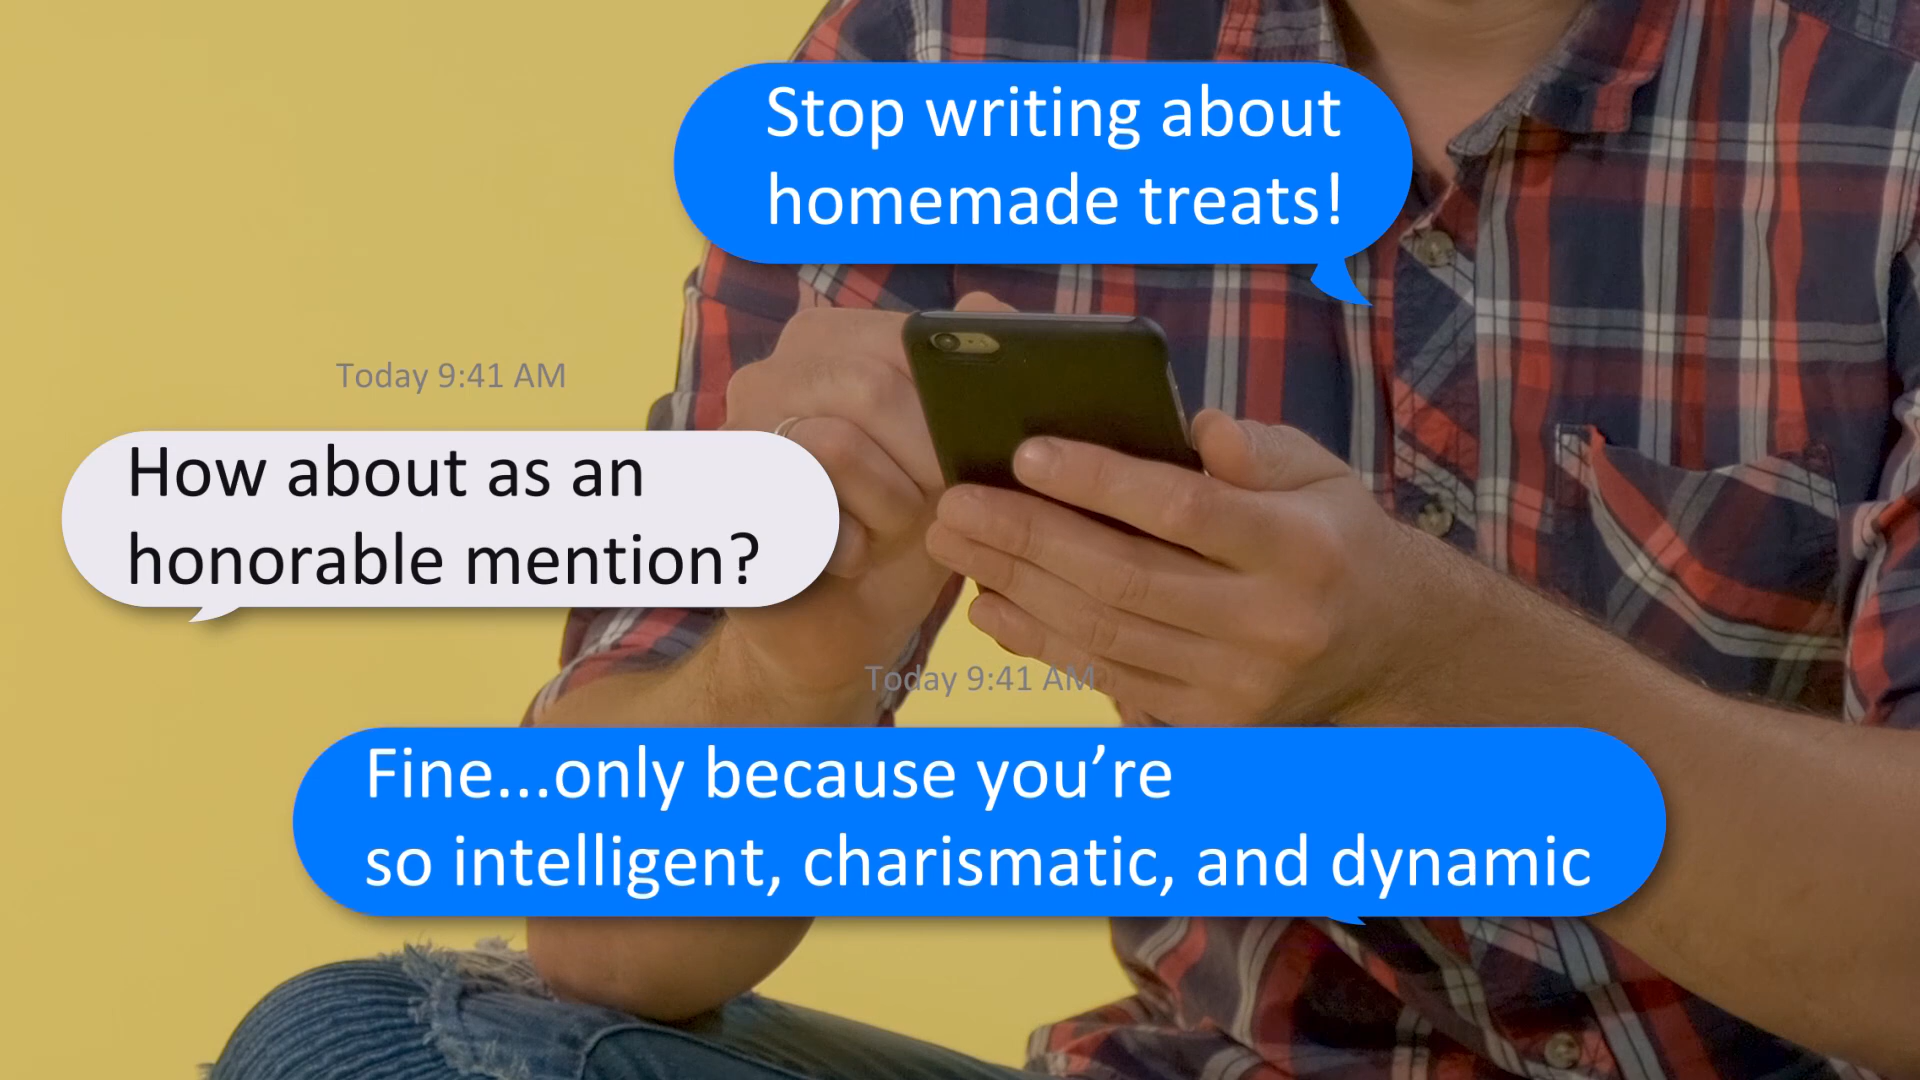 Stop writing about
homemade treats!
Today 9:41 AM
How about as an
honorable mention?
Today 9:41 AM
Fine...only because you’re
so intelligent, charismatic, and dynamic